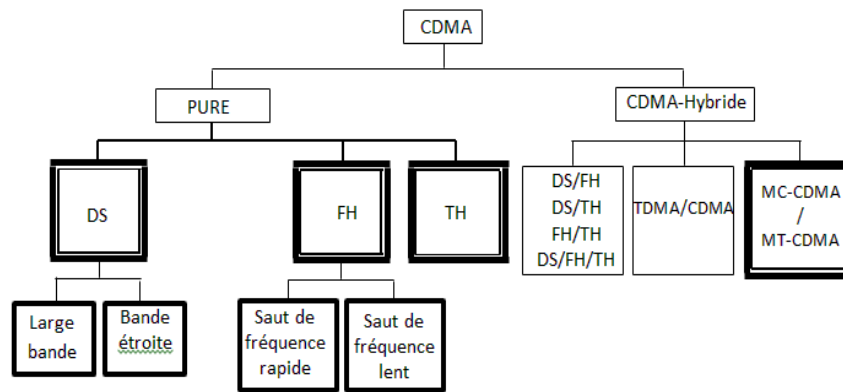 CDMA
PURE
CDMA-Hybride
DS
FH
TH
DS/FH
DS/TH
FH/TH
DS/FH/TH
TDMA/CDMA
MC-CDMA
/
MT-CDMA
Large
bande
Bande
étroite
Saut de
fréquence
rapide
Saut de
fréquence
lent